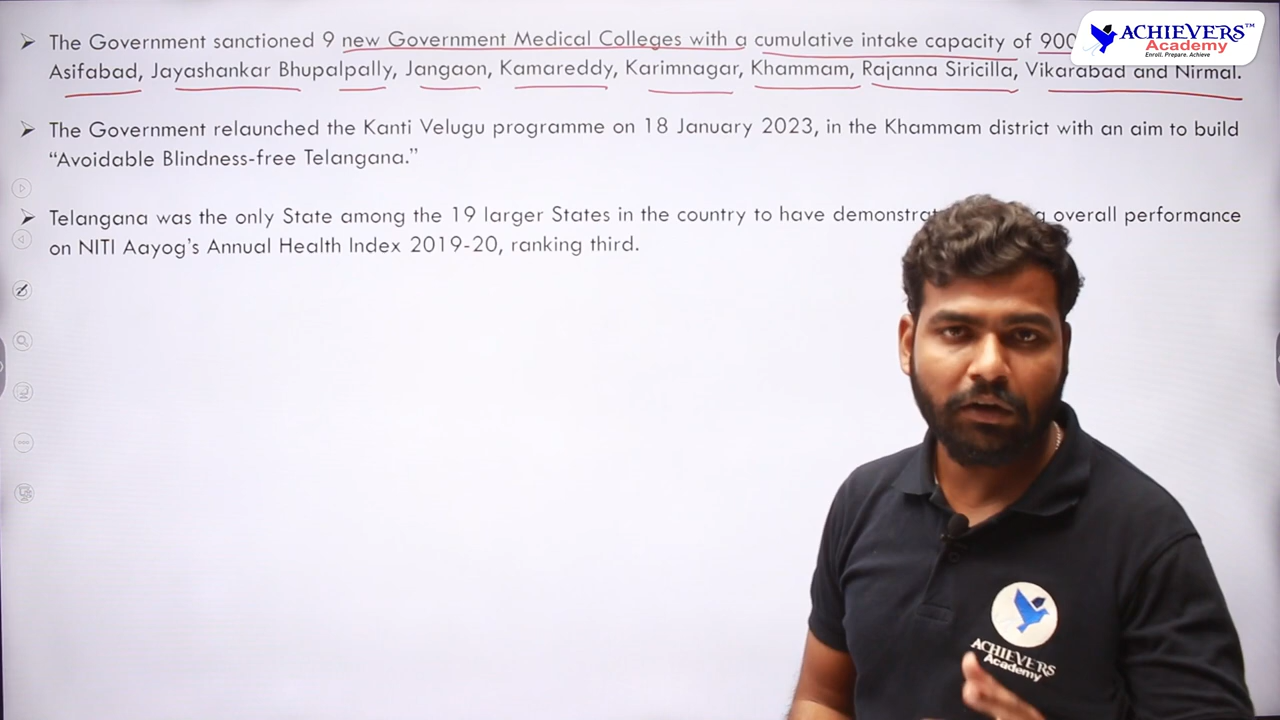 The Government sanctioned 9 new Government Medical Colleges with a cumulative intake capacity of 900
Asifabad, Jayashankar Bhupalpally, Jangaon, Kamareddy, Karimnagar, Khammam, Rajanna Siricilla, Vikarabad and Nirmal.
The Government relaunched the Kanti Velugu programme on 18 January 2023, in the Khammam district with an aim to build
“Avoidable Blindness-free Telangana.”
Telangana was the only State among the 19 larger States in the country to have overall performance
on NITI Aayog’s Annual Health Index 2019-20, ranking third.
ACHIEVERS™
Academy
Enroll. Prepare. Achieve
ACHIEVERS
Academy